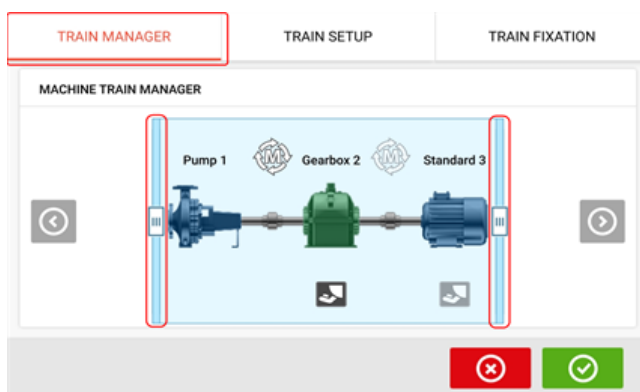 TRAIN MANAGER TRAIN SETUP TRAIN FIXATION
MACHINE TRAIN MANAGER
Pump 1 M Gearbox 2 M Standard 3